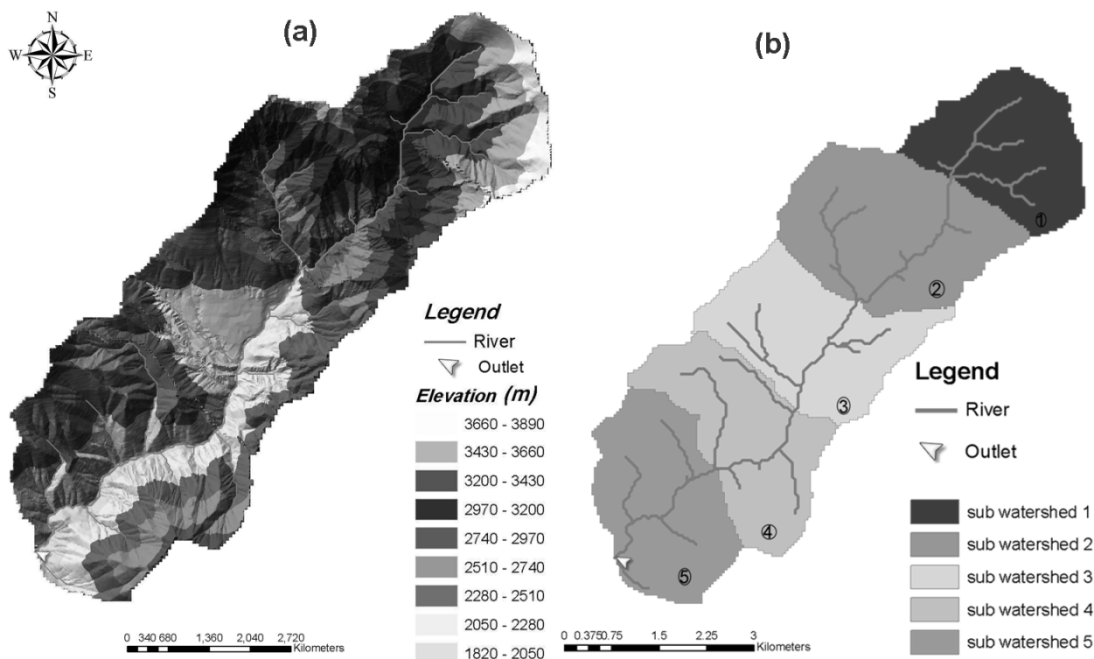 (a)
N
W E
S
Legend
River
Outlet
Elevation (m)
3660 - 3890
3430 - 3660
3200 - 3430
2970 - 3200
2740 - 2970
2510 - 2740
2280 - 2510
2050 - 2280
1820 - 2050
0 340 680 1,360 2,040 2,720
Kilometers
(b)
①
②
③
④
⑤
Legend
River
Outlet
sub watershed 1
sub watershed 2
sub watershed 3
sub watershed 4
sub watershed 5
0 0.375 0.75 1.5 2.25 3
Kilometers